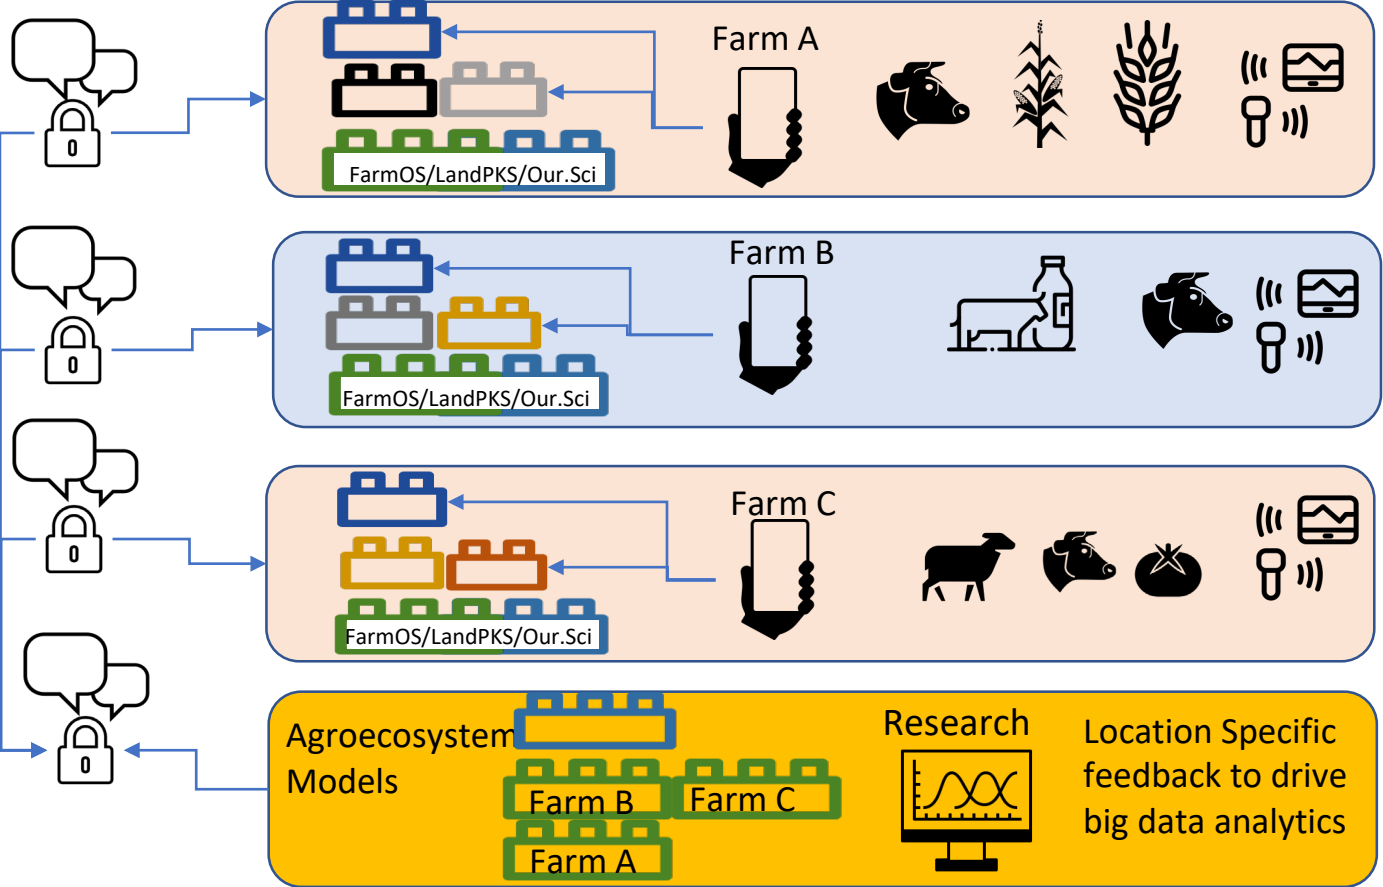 Farm A
FarmOS/LandPKS/Our.Sci
Farm B
FarmOS/LandPKS/Our.Sci
Farm C
FarmOS/LandPKS/Our.Sci
Agroecosystem
Models
Farm B
Farm C
Farm A
Research
Location Specific
feedback to drive
big data analytics